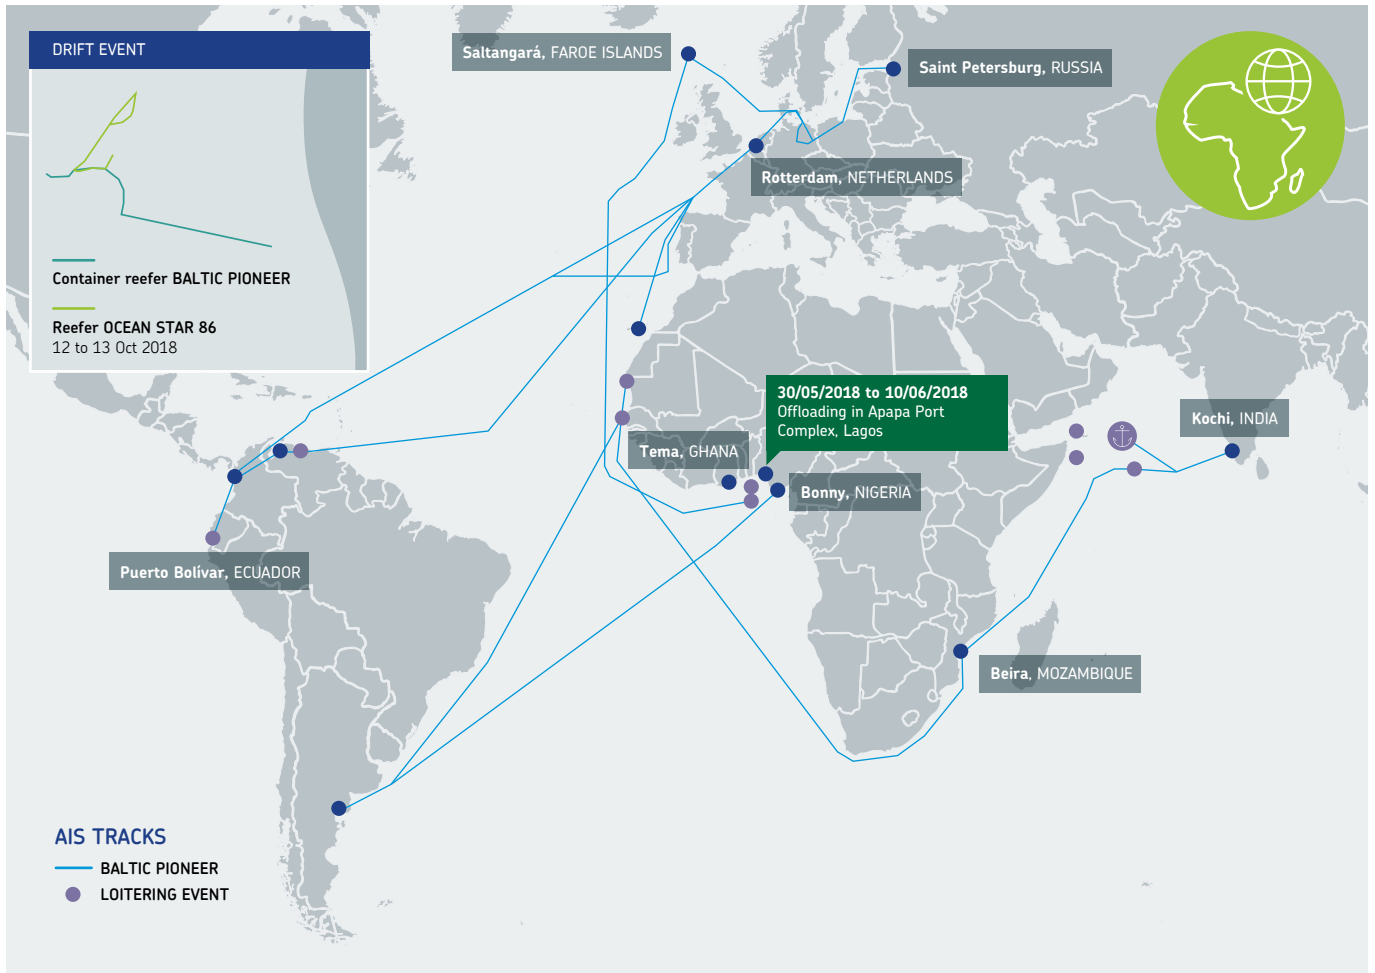 DRIFT EVENT
Container reefer BALTIC PIONEER
Reefer OCEAN STAR 86
12 to 13 Oct 2018
Saltangará, FAROE ISLANDS
Saint Petersburg, RUSSIA
Rotterdam, NETHERLANDS
30/05/2018 to 10/06/2018
Offloading in Apapa Port
Complex, Lagos
Kochi, INDIA
Tema, GHANA
Bonny, NIGERIA
Puerto Bolívar, ECUADOR
Beira, MOZAMBIQUE
AIS TRACKS
BALTIC PIONEER
LOITERING EVENT